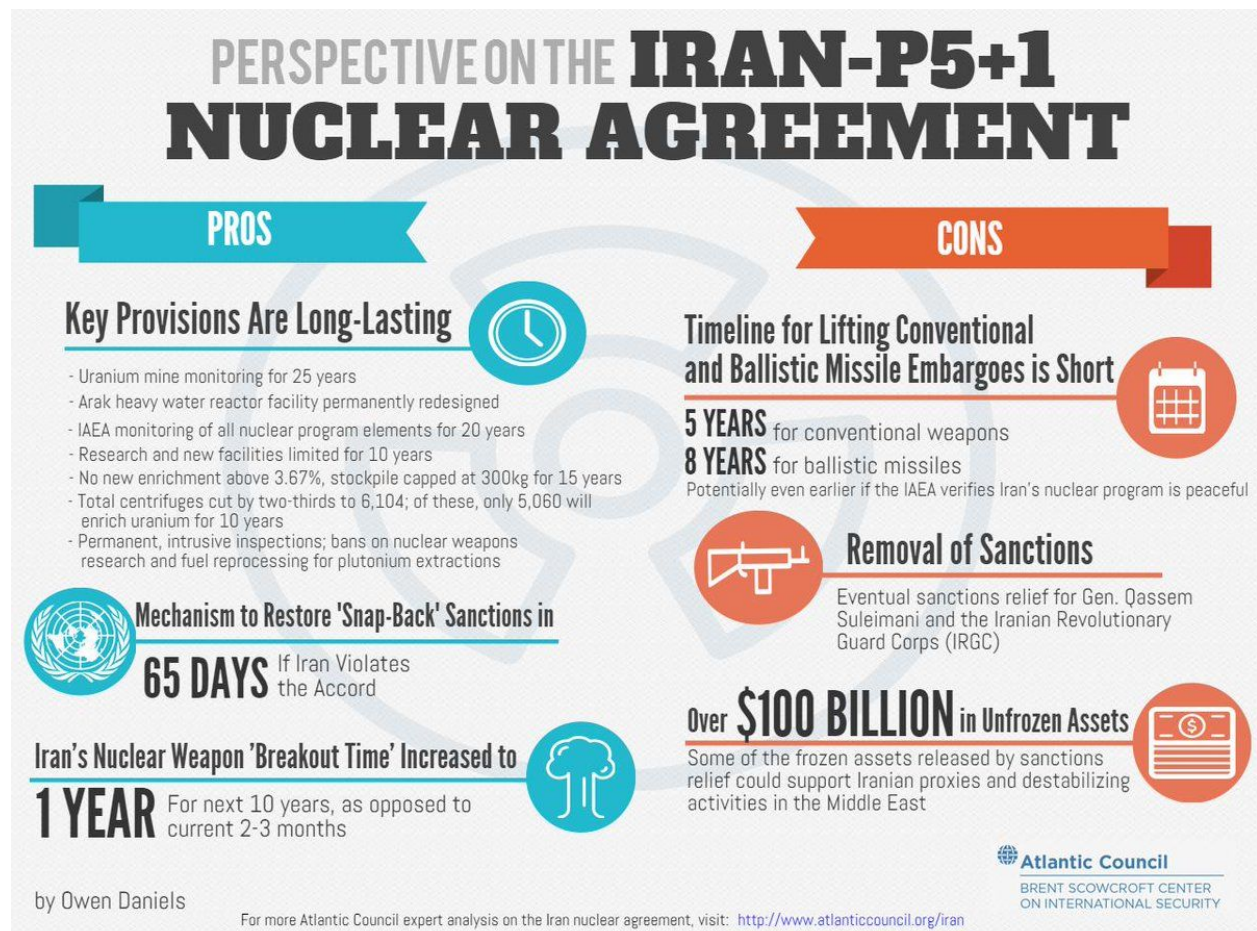 PERSPECTIVE ON THE IRAN-P5+1
NUCLEAR AGREEMENT
PROS
Key Provisions Are Long-Lasting
- Uranium mine monitoring for 25 years
- Arak heavy water reactor facility permanently redesigned
- IAEA monitoring of all nuclear program elements for 20 years
- Research and new facilities limited for 10 years
- No new enrichment above 3.67%, stockpile capped at 300kg for 15 years
- Total centrifuges cut by two-thirds to 6,104; of these, only 5,060 will
enrich uranium for 10 years
- Permanent, intrusive inspections; bans on nuclear weapons
research and fuel reprocessing for plutonium extractions
Mechanism to Restore 'Snap-Back' Sanctions in
65 DAYS If Iran Violates
the Accord
Iran's Nuclear Weapon 'Breakout Time' Increased to
1 YEAR For next 10 years, as opposed to
current 2-3 months
CONS
Timeline for Lifting Conventional
and Ballistic Missile Embargoes is Short
5 YEARS for conventional weapons
8 YEARS for ballistic missiles
Potentially even earlier if the IAEA verifies Iran's nuclear program is peaceful
Removal of Sanctions
Eventual sanctions relief for Gen. Qassem
Suleimani and the Iranian Revolutionary
Guard Corps (IRGC)
Over $100 BILLION in Unfrozen Assets
$
Some of the frozen assets released by sanctions
relief could support Iranian proxies and destabilizing
activities in the Middle East
Atlantic Council
BRENT SCOWCROFT CENTER
ON INTERNATIONAL SECURITY
by Owen Daniels
For more Atlantic Council expert analysis on the Iran nuclear agreement, visit: http://www.atlanticcouncil.org/iran